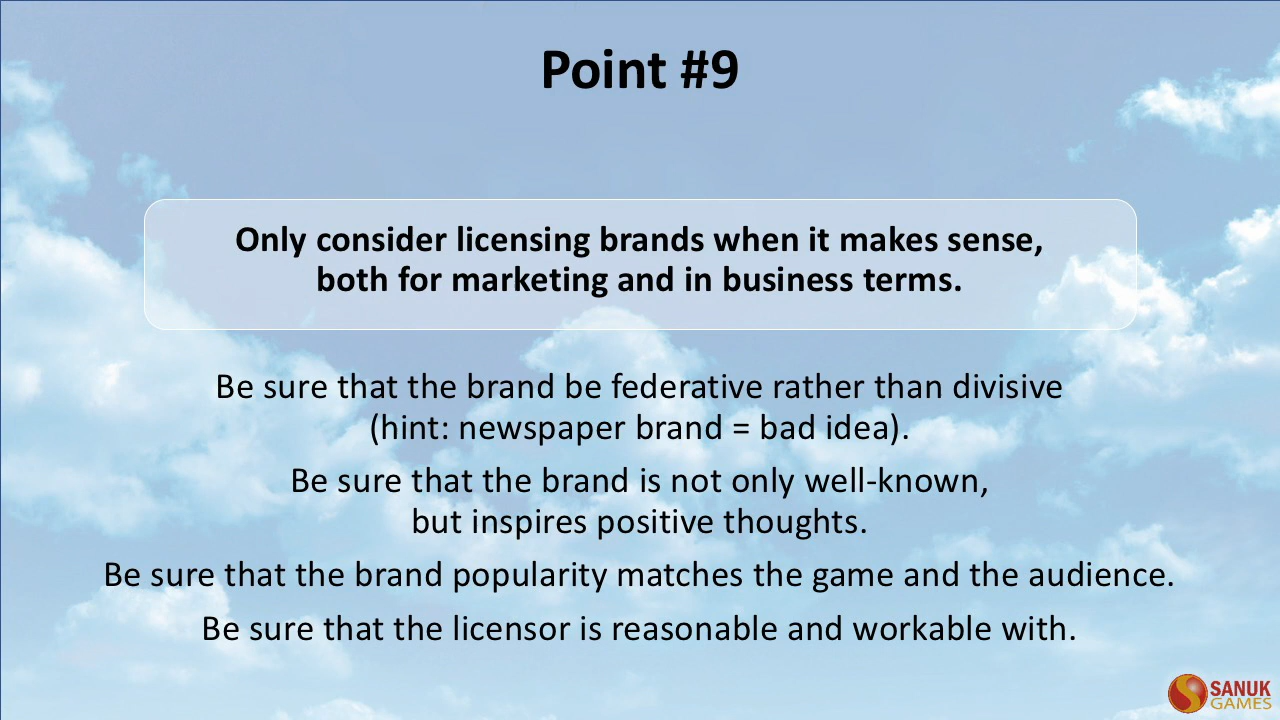 Point #9
Only consider licensing brands when it makes sense,
both for marketing and in business terms.
Be sure that the brand be federative rather than divisive
(hint: newspaper brand = bad idea).
Be sure that the brand is not only well-known,
but inspires positive thoughts.
Be sure that the brand popularity matches the game and the audience.
Be sure that the licensor is reasonable and workable with.
SANUK
GAMES